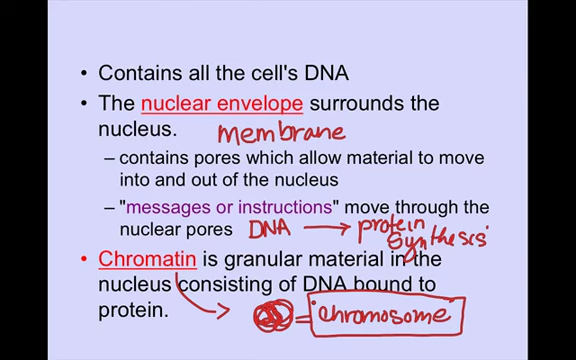 • Contains all the cell's DNA
• The nuclear envelope surrounds the
nucleus. membrane
– contains pores which allow material to move
into and out of the nucleus
– "messages or instructions" move through the
nuclear pores DNA → protein
synthesis
• Chromatin is granular material in the
nucleus consisting of DNA bound to
protein. = "chromosome"